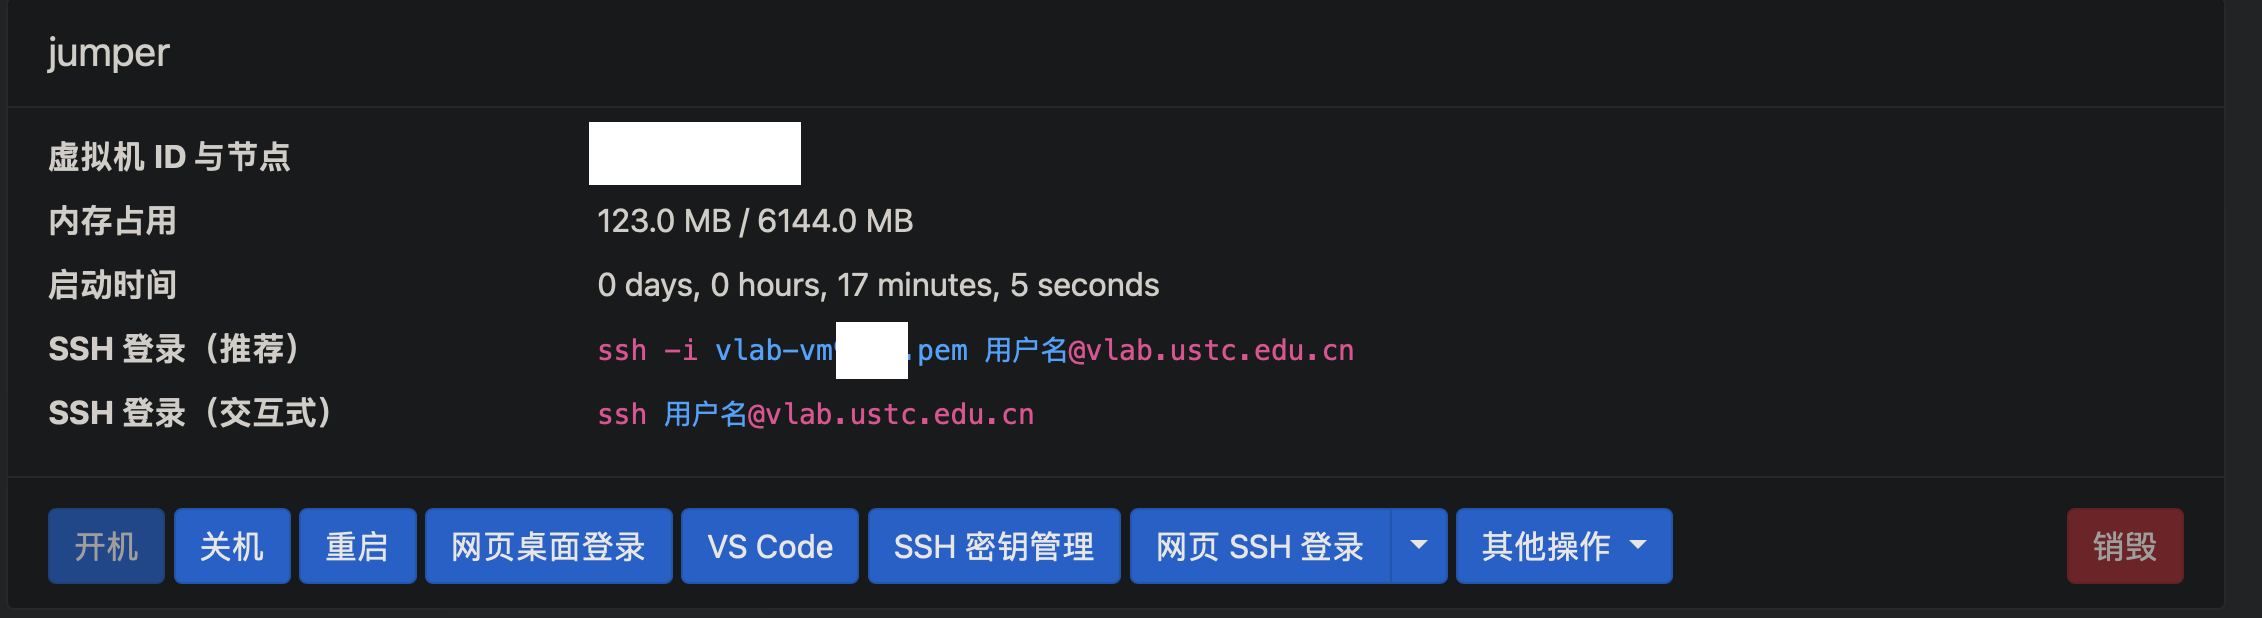 jumper
虚拟机 ID 与节点
内存占用 123.0 MB / 6144.0 MB
启动时间 0 days, 0 hours, 17 minutes, 5 seconds
SSH 登录（推荐） ssh -i vlab-vm .pem 用户名@vlab.ustc.edu.cn
SSH 登录（交互式） ssh 用户名@vlab.ustc.edu.cn
开机 关机 重启 网页桌面登录 VS Code SSH 密钥管理 网页 SSH 登录 其他操作 销毁